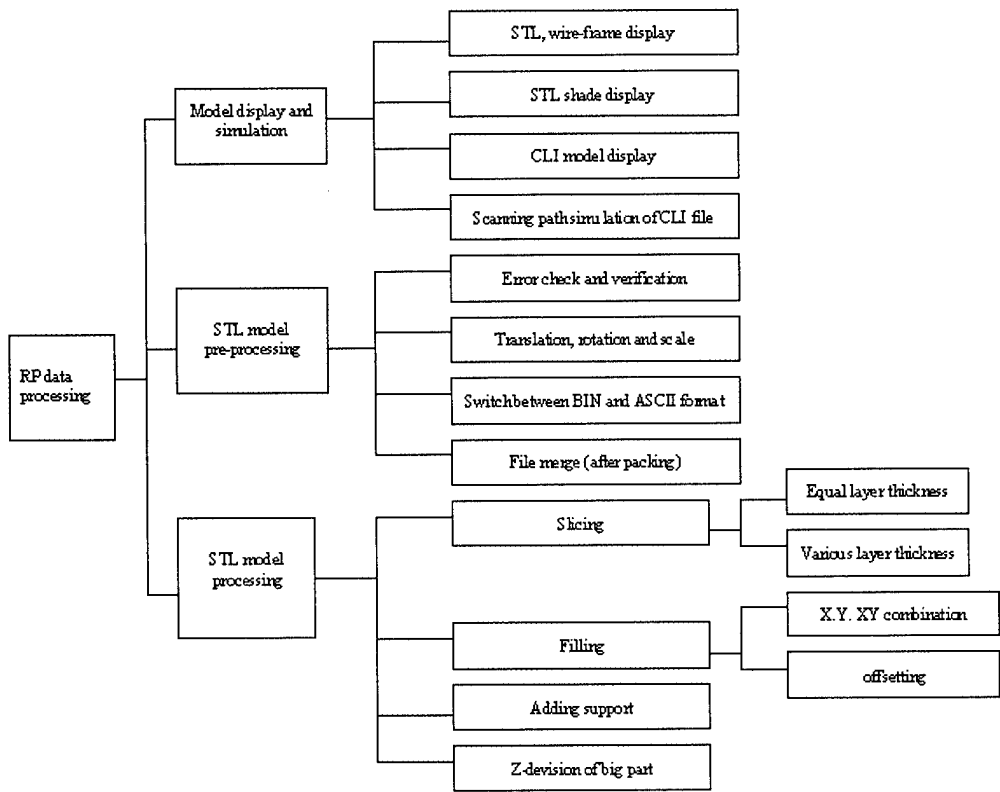 RP data
processing
Model display and
simulation
STL, wire-frame display
STL shade display
CLI model display
Scanning path simulation of CLI file
STL model
pre-processing
Error check and verification
Translation, rotation and scale
Switch between BIN and ASCII format
File merge (after packing)
STL model
processing
Slicing
Equal layer thickness
Various layer thickness
Filling
X.Y. XY combination
offsetting
Adding support
Z-devision of big part